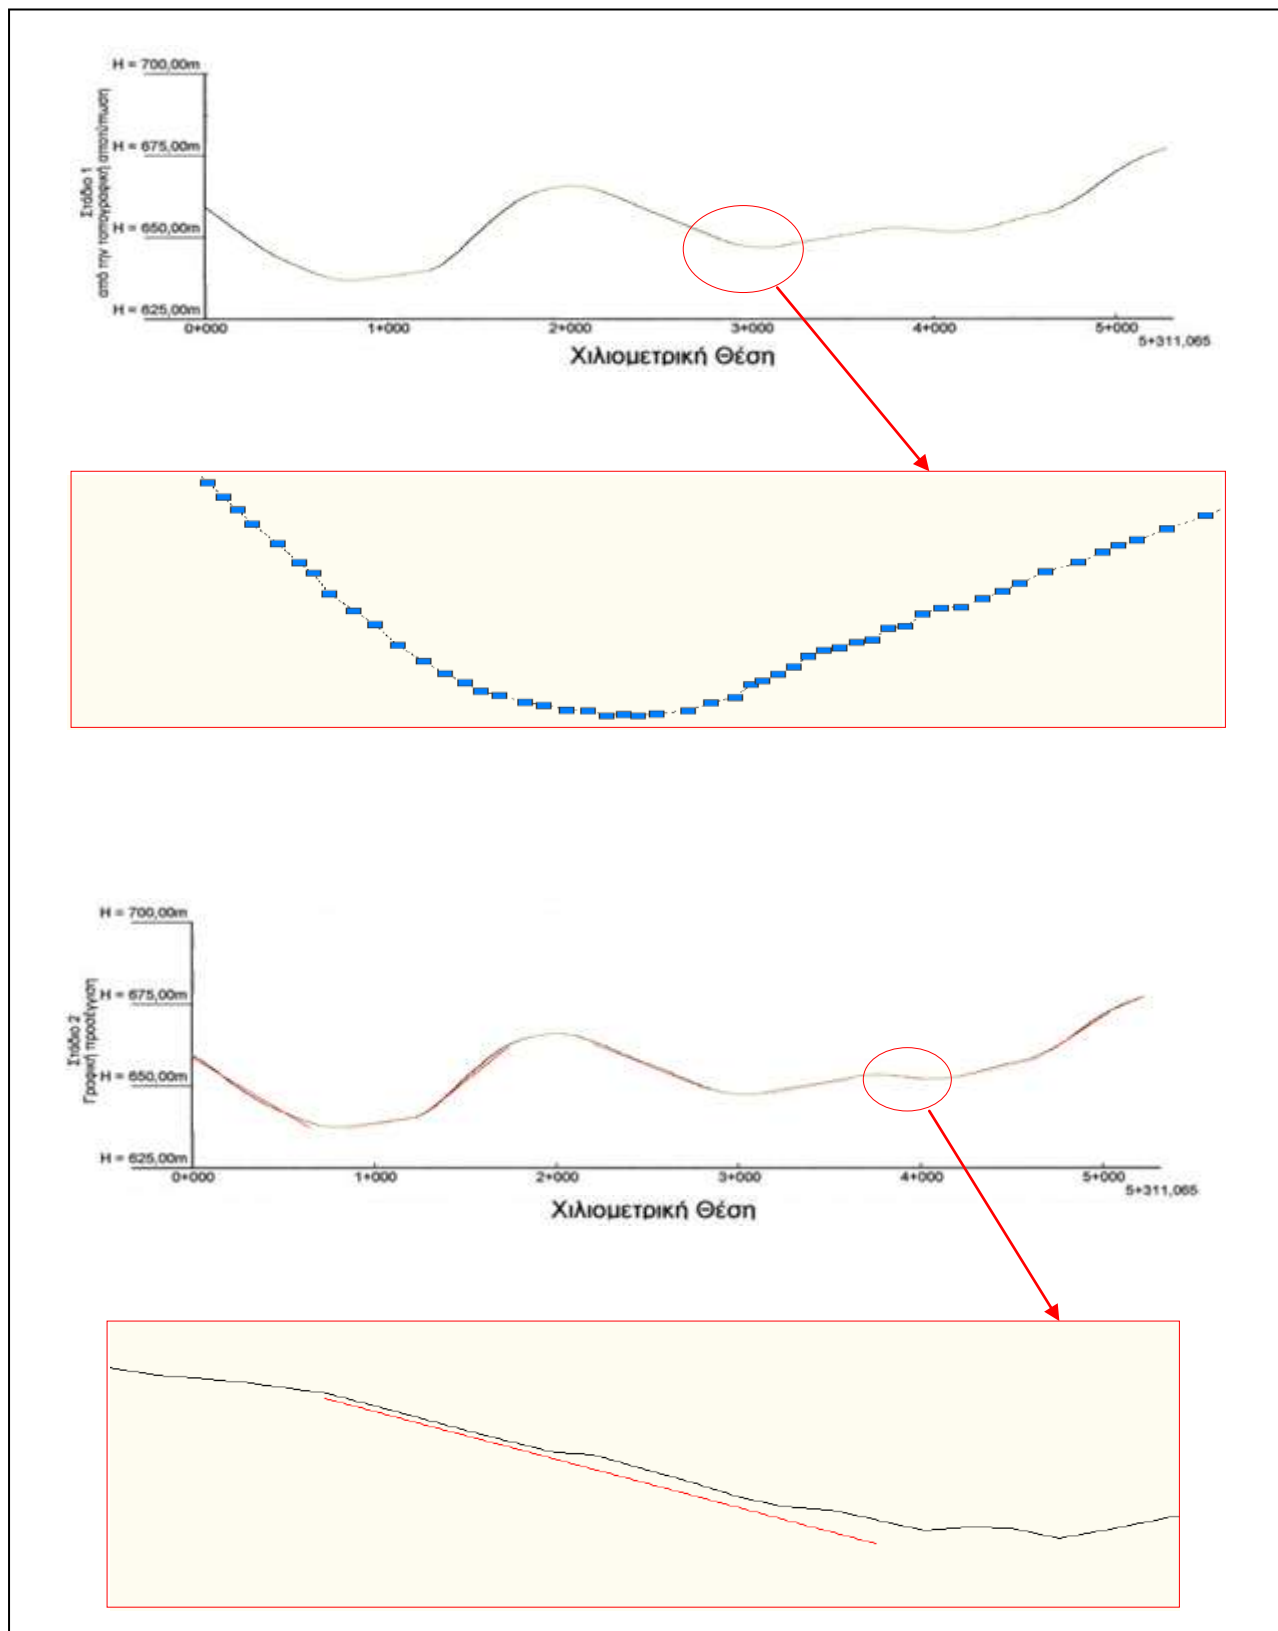 H = 700,00m
H = 675,00m
H = 650,00m
H = 625,00m
Στάδιο 1
από την τοπογραφική αποτύπωση
0+000 1+000 2+000 3+000 4+000 5+000
5+311,065
Χιλιομετρική Θέση
H = 700,00m
H = 675,00m
H = 650,00m
H = 625,00m
Στάδιο 2
Γραφική προσέγγιση
0+000 1+000 2+000 3+000 4+000 5+000
5+311,065
Χιλιομετρική Θέση